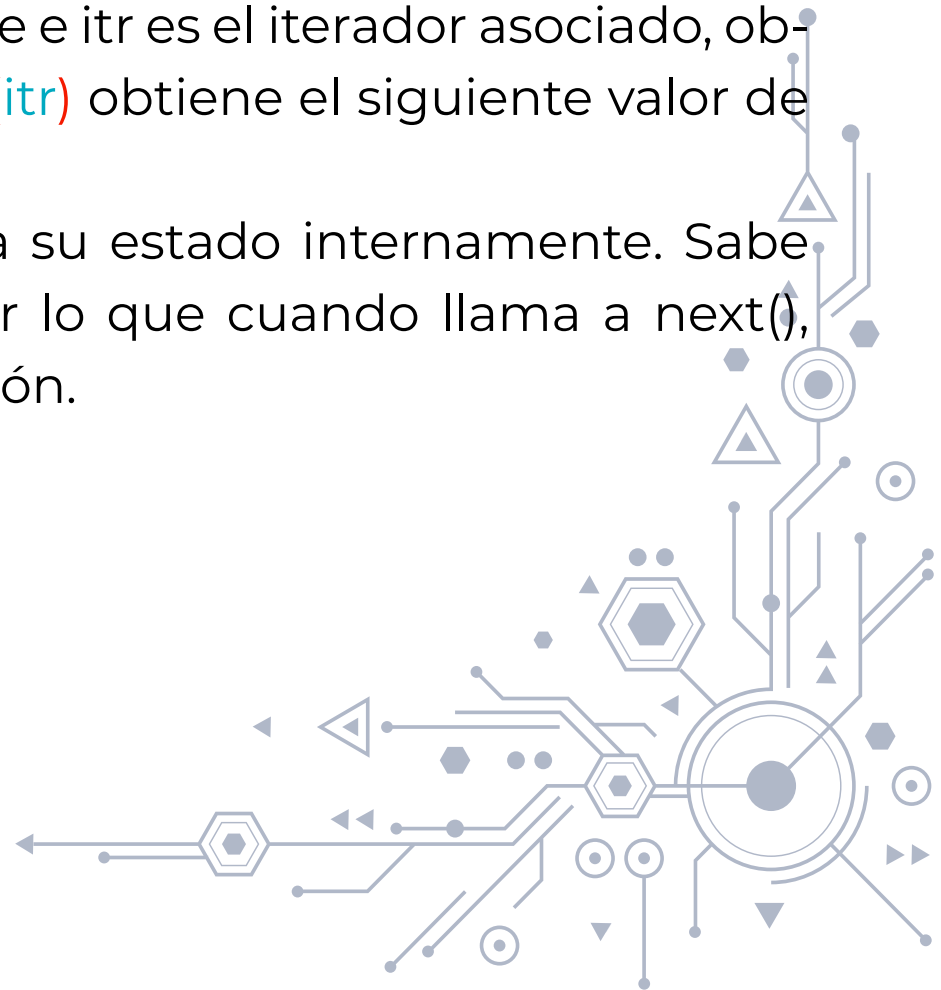 e e itr es el iterador asociado, ob-
itr) obtiene el siguiente valor de
a su estado internamente. Sabe
r lo que cuando llama a next(),
ón.